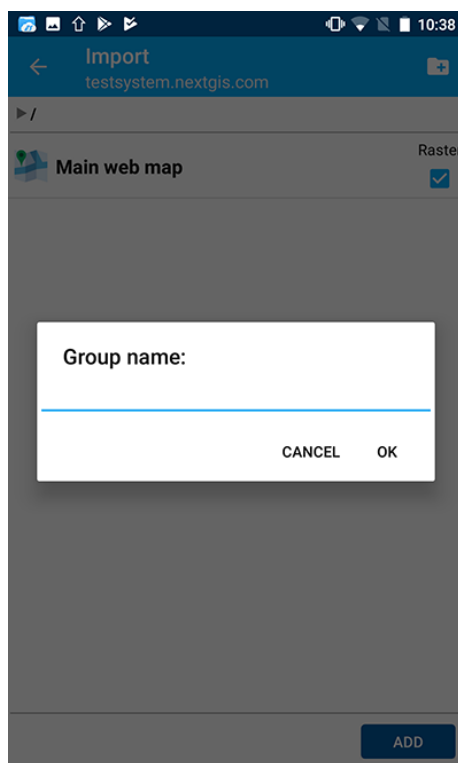 10:38
Import
testsystem.nextgis.com
/
Raste
Main web map
Group name:
CANCEL OK
ADD